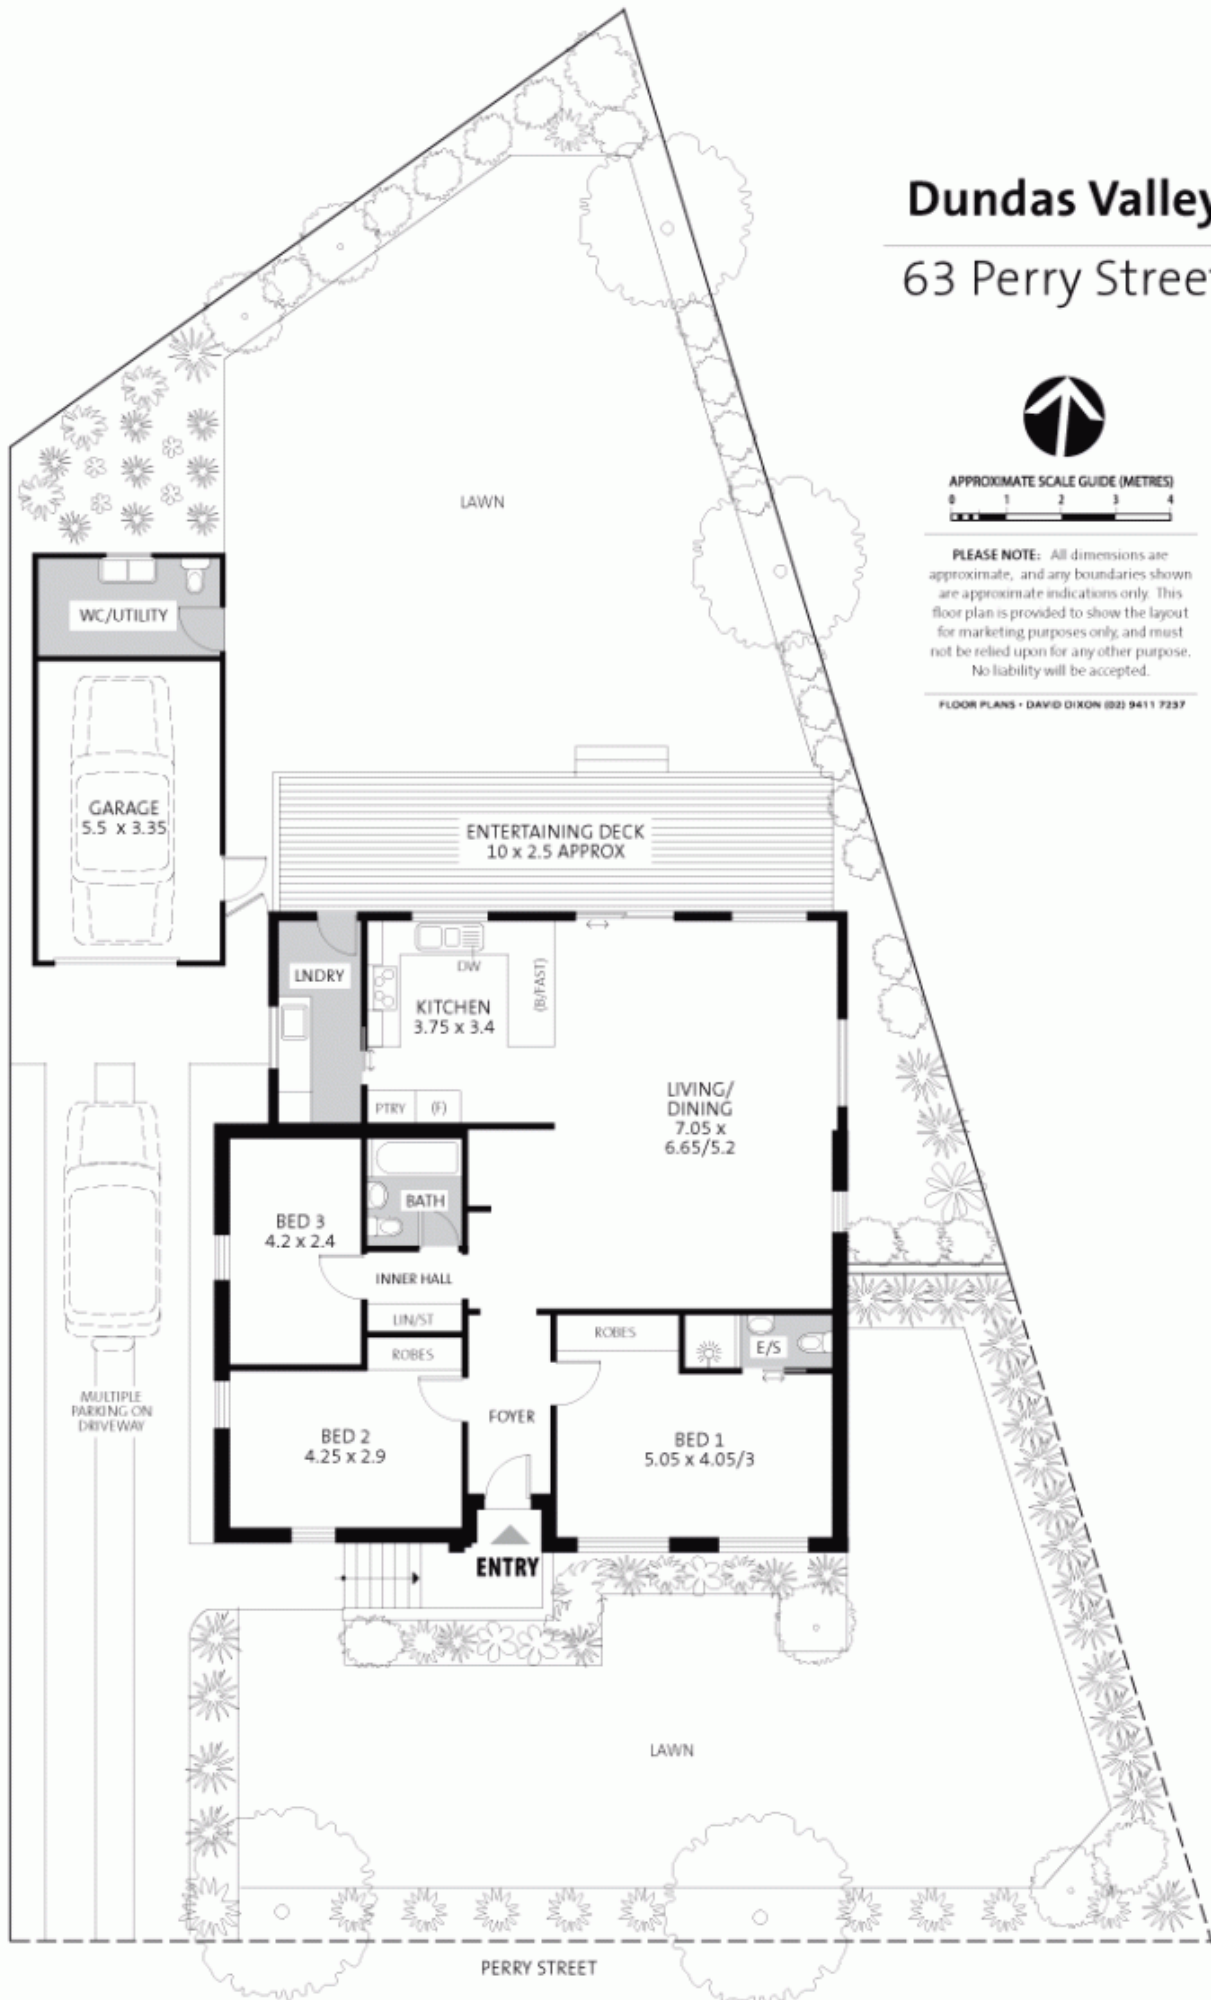 Dundas Valley
63 Perry Street
APPROXIMATE SCALE GUIDE (METRES)
0 1 2 3 4
PLEASE NOTE: All dimensions are
approximate, and any boundaries shown
are approximate indications only. This
floor plan is provided to show the layout
for marketing purposes only, and must
not be relied upon for any other purpose.
No liability will be accepted.
FLOOR PLANS • DAVID DIXON (02) 9411 7237
LAWN
WC/UTILITY
GARAGE
5.5 x 3.35
ENTERTAINING DECK
10 x 2.5 APPROX
LNDRY
DW
KITCHEN
3.75 x 3.4
(B/FAST)
PTRY
(F)
LIVING/
DINING
7.05 x
6.65/5.2
BATH
BED 3
4.2 x 2.4
INNER HALL
LIN/ST
ROBES
ROBES
E/S
MULTIPLE
PARKING ON
DRIVEWAY
FOYER
BED 2
4.25 x 2.9
BED 1
5.05 x 4.05/3
ENTRY
LAWN
PERRY STREET